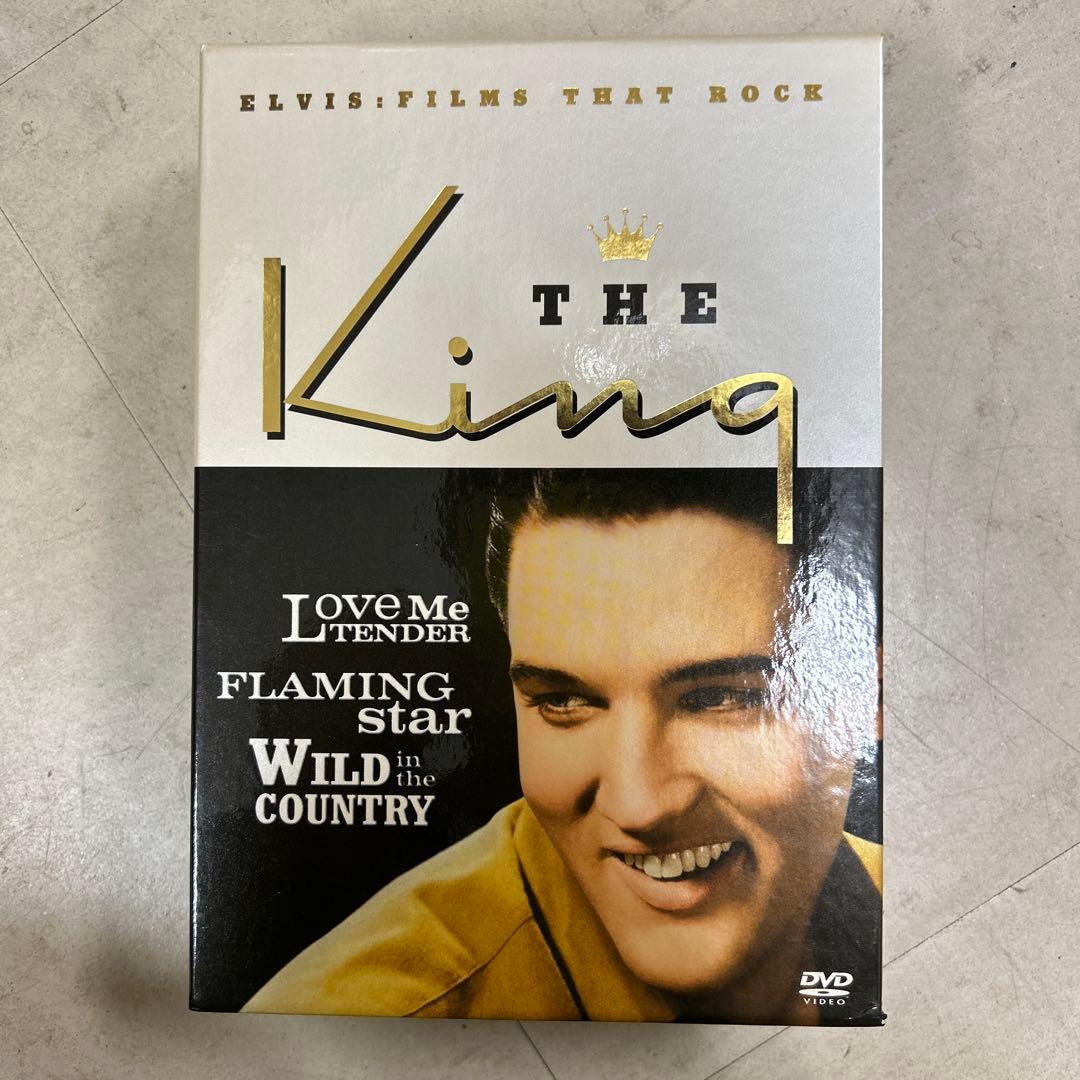 ELVIS: FILMS THAT ROCK
THE
King
LOVE ME
TENDER
FLAMING
star
WILD in the
COUNTRY
DVD
VIDEO